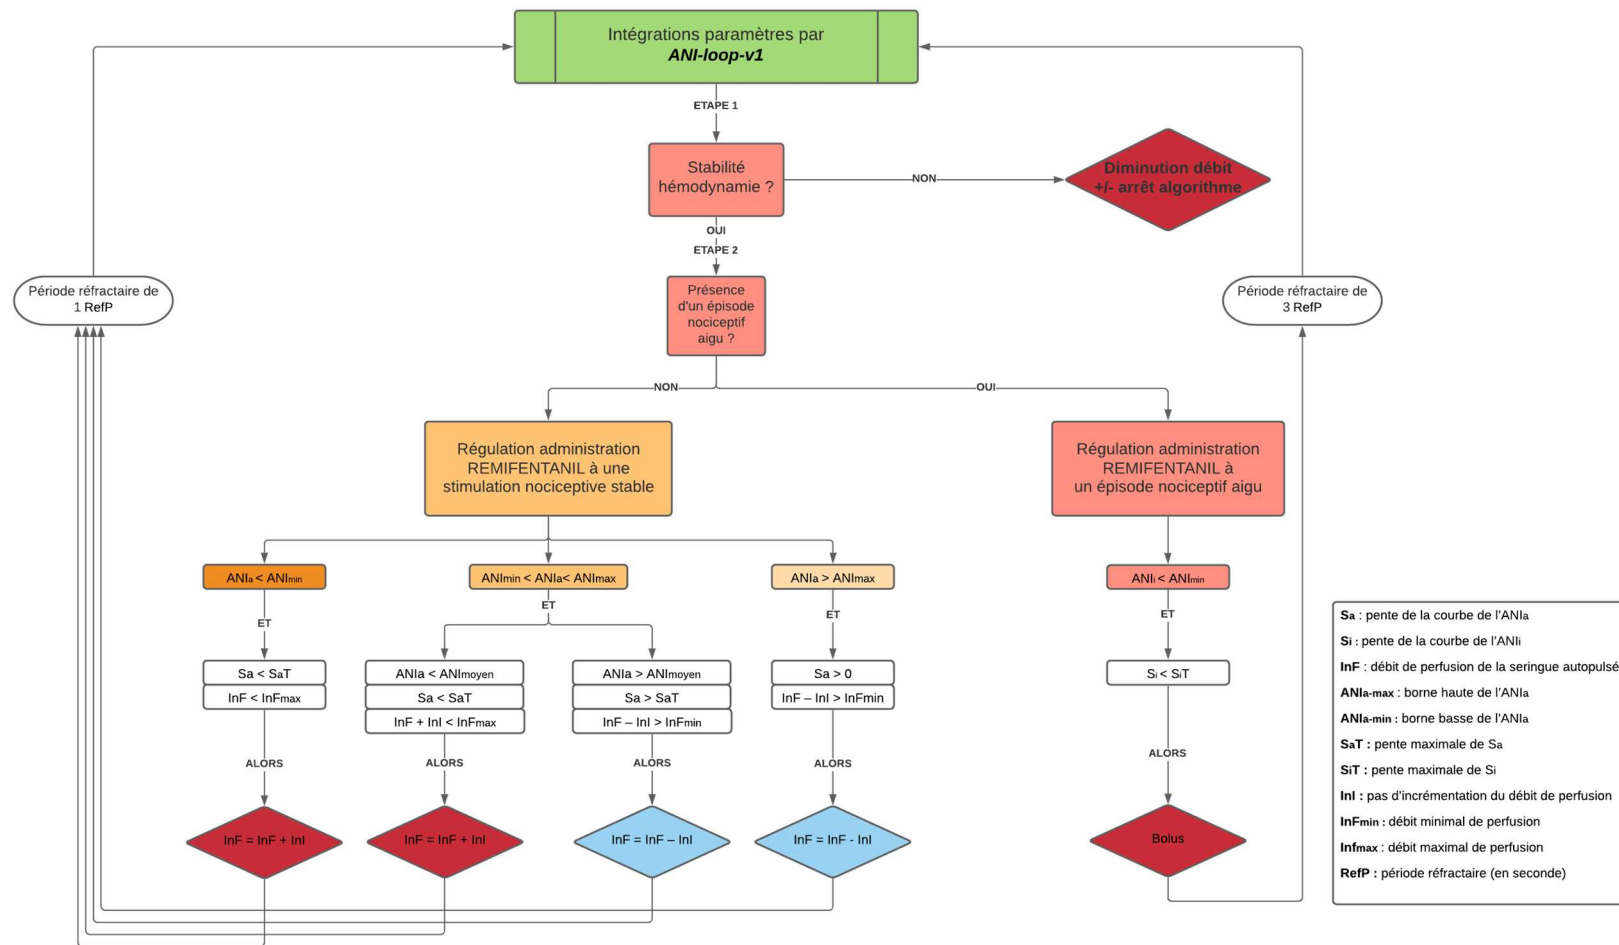 Intégrations paramètres par
ANI-loop-v1
ETAPE 1
Stabilité
hémodynamie ?
NON
Diminution débit
+/- arrêt algorithme
OUI
ETAPE 2
Présence
d'un épisode
nociceptif
aigu ?
Période réfractaire de
1 RefP
Période réfractaire de
3 RefP
NON
OUI
Régulation administration
REMIFENTANIL à une
stimulation nociceptive stable
Régulation administration
REMIFENTANIL à
un épisode nociceptif aigu
ANIa < ANImin
ANImin < ANIa< ANImax
ANIa > ANImax
ANIi < ANImin
ET
ET
ET
ET
Sa < SaT
InF < InFmax
ANIa < ANImoyen
Sa < SaT
InF + InI < InFmax
ANIa > ANImoyen
Sa > SaT
InF – InI > InFmin
Sa > 0
InF – InI > InFmin
Si < SiT
ALORS
ALORS
ALORS
ALORS
ALORS
InF = InF + InI
InF = InF + InI
InF = InF – InI
InF = InF - InI
Bolus
Sa : pente de la courbe de l'ANIa
Si : pente de la courbe de l'ANIi
InF : débit de perfusion de la seringue autopulsé
ANIa-max : borne haute de l'ANIa
ANIa-min : borne basse de l'ANIa
SaT : pente maximale de Sa
SiT : pente maximale de Si
InI : pas d'incrémentation du débit de perfusion
InFmin : débit minimal de perfusion
Infmax : débit maximal de perfusion
RefP : période réfractaire (en seconde)